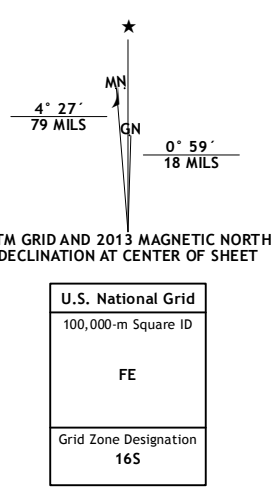 ★
MN
4° 27´
79 MILS
GN
0° 59´
18 MILS
TM GRID AND 2013 MAGNETIC NORTH
DECLINATION AT CENTER OF SHEET
U.S. National Grid
100,000-m Square ID
FE
Grid Zone Designation
16S